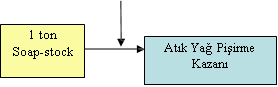 1 ton
Soap-stock
Atık Yağ Pişirme
Kazanı